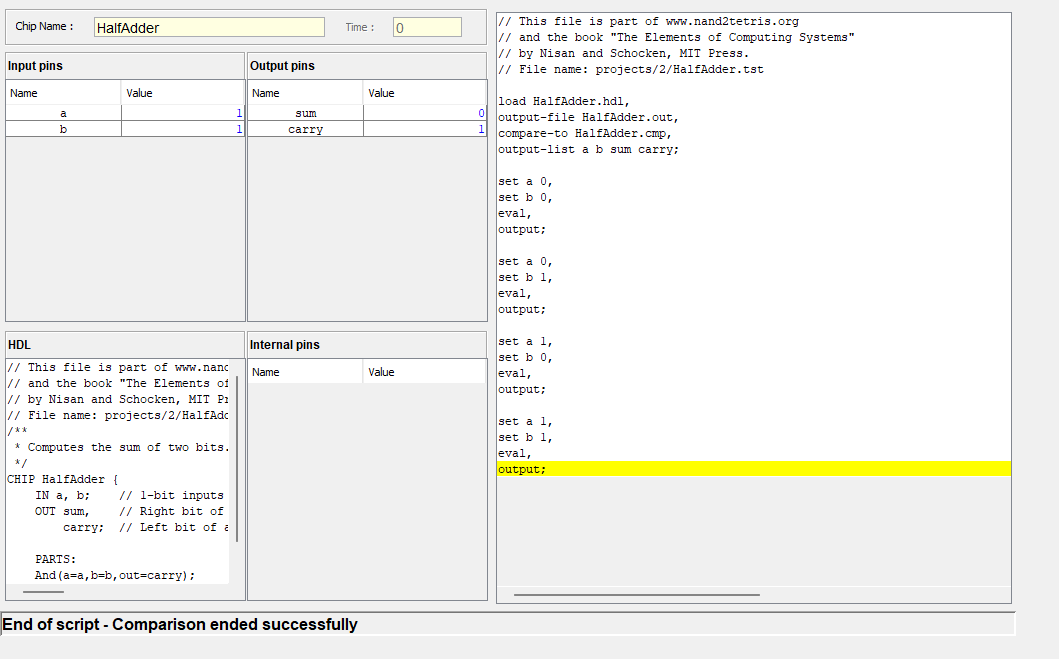 Chip Name :
HalfAdder
Time :
0
Input pins
Name Value
a 1
b 1
Output pins
Name Value
sum 0
carry 1
HDL
// This file is part of www.nand
// and the book "The Elements of
// by Nisan and Schocken, MIT Pr
// File name: projects/2/HalfAdd
/**
* Computes the sum of two bits.
*/
CHIP HalfAdder {
IN a, b; // 1-bit inputs
OUT sum, // Right bit of
carry; // Left bit of a
PARTS:
And(a=a,b=b,out=carry);
Internal pins
Name Value
// This file is part of www.nand2tetris.org
// and the book "The Elements of Computing Systems"
// by Nisan and Schocken, MIT Press.
// File name: projects/2/HalfAdder.tst
load HalfAdder.hdl,
output-file HalfAdder.out,
compare-to HalfAdder.cmp,
output-list a b sum carry;
set a 0,
set b 0,
eval,
output;
set a 0,
set b 1,
eval,
output;
set a 1,
set b 0,
eval,
output;
set a 1,
set b 1,
eval,
output;
End of script - Comparison ended successfully